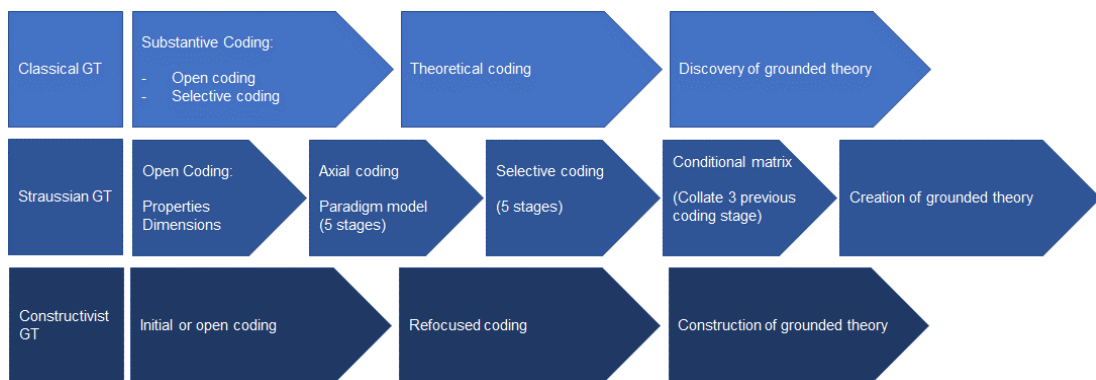 Classical GT
Substantive Coding:
- Open coding
- Selective coding
Theoretical coding
Discovery of grounded theory
Straussian GT
Open Coding:
Properties
Dimensions
Axial coding
Paradigm model
(5 stages)
Selective coding
(5 stages)
Conditional matrix
(Collate 3 previous
coding stage)
Creation of grounded theory
Constructivist
GT
Initial or open coding
Refocused coding
Construction of grounded theory